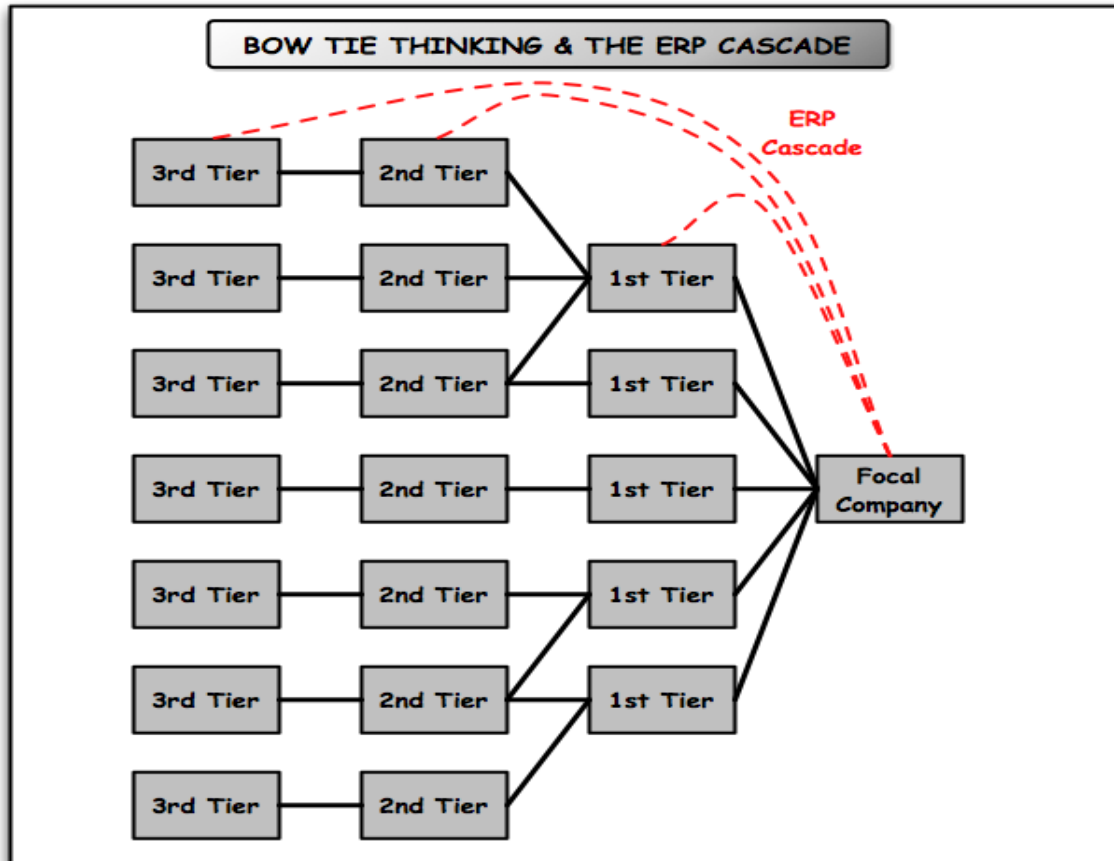 BOW TIE THINKING & THE ERP CASCADE
ERP
Cascade
3rd Tier
2nd Tier
3rd Tier
2nd Tier
1st Tier
3rd Tier
2nd Tier
1st Tier
3rd Tier
2nd Tier
1st Tier
Focal
Company
3rd Tier
2nd Tier
1st Tier
3rd Tier
2nd Tier
1st Tier
3rd Tier
2nd Tier